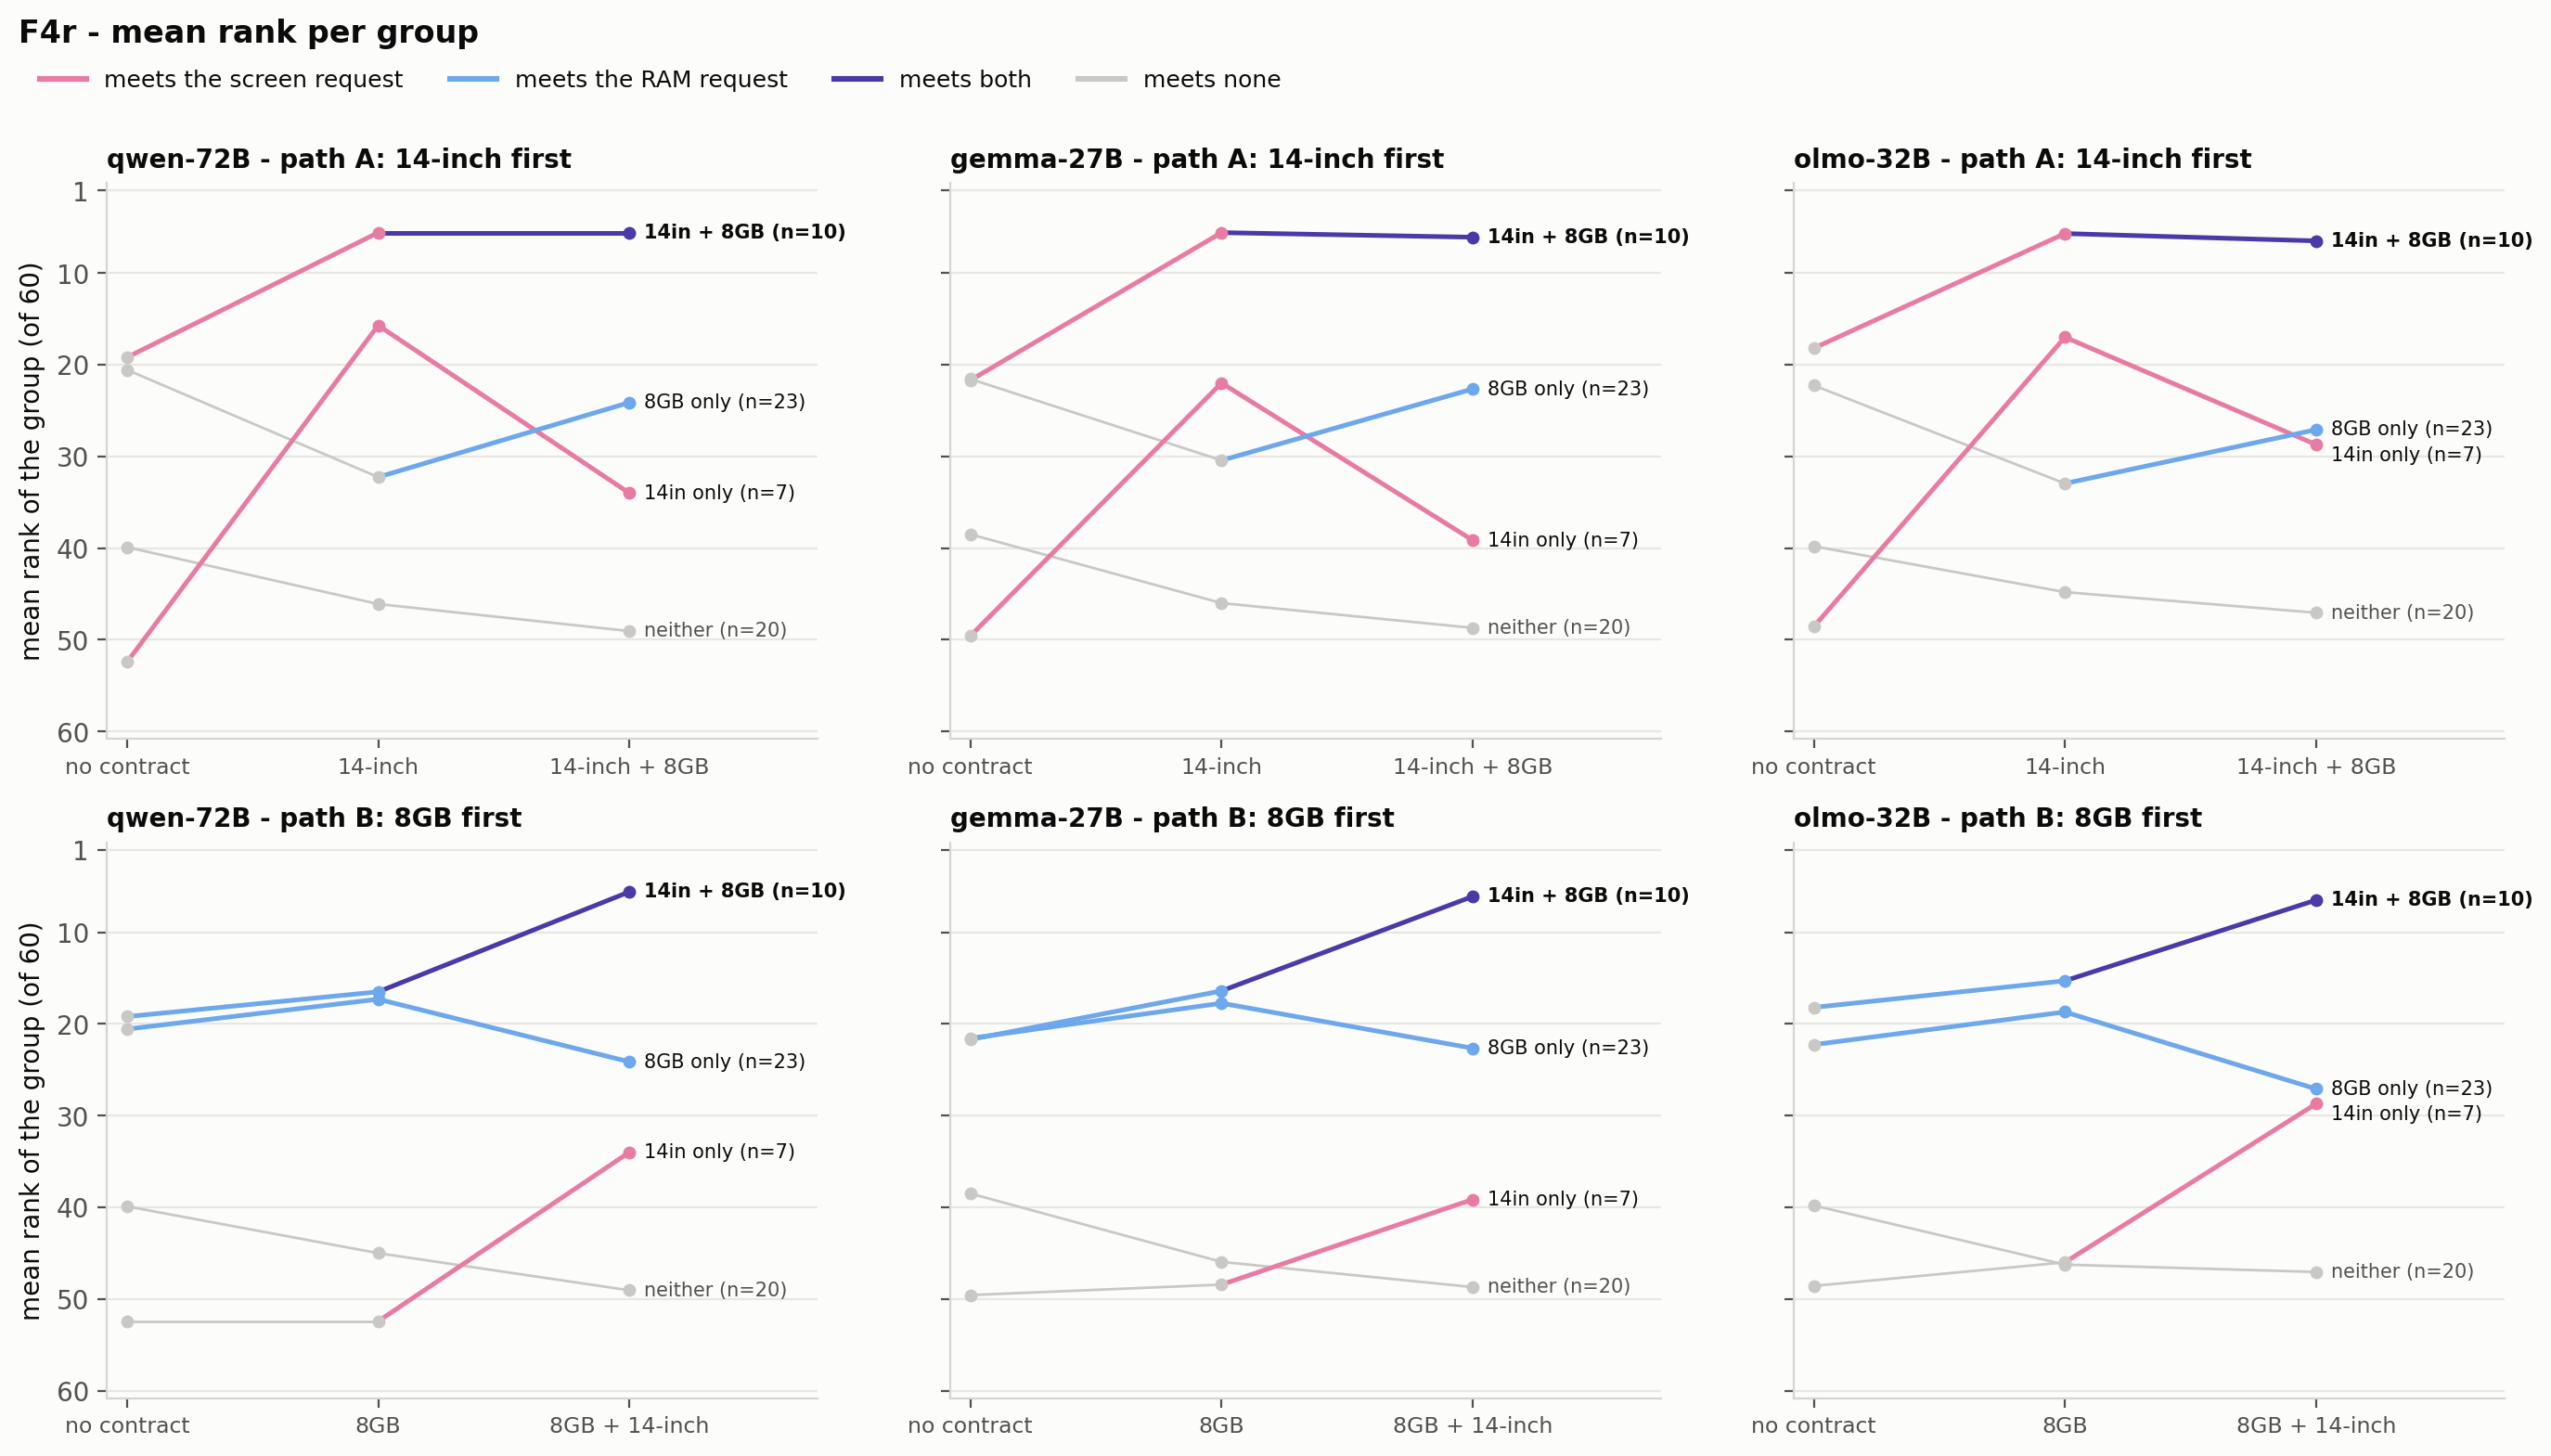 F4r - mean rank per group
meets the screen request
meets the RAM request
meets both
meets none
qwen-72B - path A: 14-inch first
mean rank of the group (of 60)
1
10
20
30
40
50
60
14in + 8GB (n=10)
8GB only (n=23)
14in only (n=7)
neither (n=20)
no contract
14-inch
14-inch + 8GB
gemma-27B - path A: 14-inch first
14in + 8GB (n=10)
8GB only (n=23)
14in only (n=7)
neither (n=20)
no contract
14-inch
14-inch + 8GB
olmo-32B - path A: 14-inch first
14in + 8GB (n=10)
8GB only (n=23)
14in only (n=7)
neither (n=20)
no contract
14-inch
14-inch + 8GB
qwen-72B - path B: 8GB first
mean rank of the group (of 60)
1
10
20
30
40
50
60
14in + 8GB (n=10)
8GB only (n=23)
14in only (n=7)
neither (n=20)
no contract
8GB
8GB + 14-inch
gemma-27B - path B: 8GB first
14in + 8GB (n=10)
8GB only (n=23)
14in only (n=7)
neither (n=20)
no contract
8GB
8GB + 14-inch
olmo-32B - path B: 8GB first
14in + 8GB (n=10)
8GB only (n=23)
14in only (n=7)
neither (n=20)
no contract
8GB
8GB + 14-inch